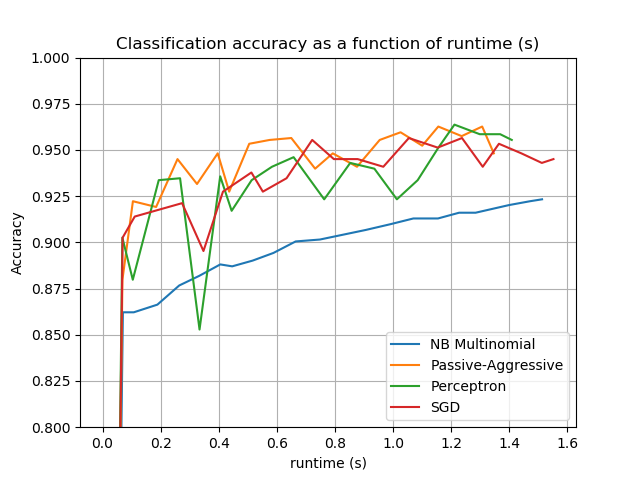 Classification accuracy as a function of runtime (s)
1.000
0.975
0.950
0.925
0.900
0.875
0.850
0.825
0.800
Accuracy
NB Multinomial
Passive-Aggressive
Perceptron
SGD
0.0 0.2 0.4 0.6 0.8 1.0 1.2 1.4 1.6
runtime (s)